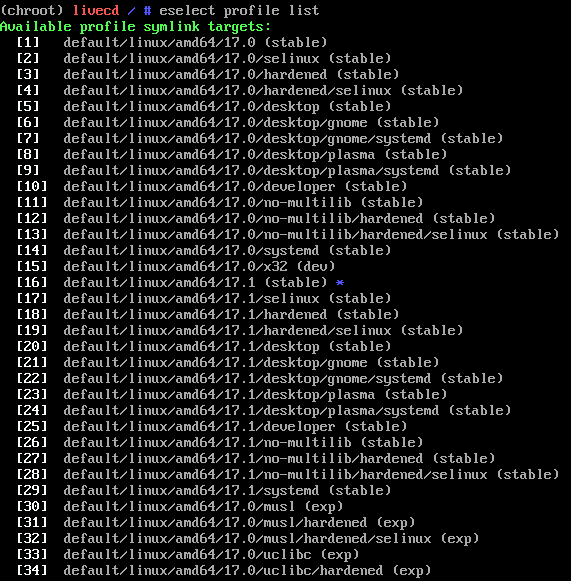 (chroot) livecd / # eselect profile list
Available profile symlink targets:
  [1]   default/linux/amd64/17.0 (stable)
  [2]   default/linux/amd64/17.0/selinux (stable)
  [3]   default/linux/amd64/17.0/hardened (stable)
  [4]   default/linux/amd64/17.0/hardened/selinux (stable)
  [5]   default/linux/amd64/17.0/desktop (stable)
  [6]   default/linux/amd64/17.0/desktop/gnome (stable)
  [7]   default/linux/amd64/17.0/desktop/gnome/systemd (stable)
  [8]   default/linux/amd64/17.0/desktop/plasma (stable)
  [9]   default/linux/amd64/17.0/desktop/plasma/systemd (stable)
  [10]  default/linux/amd64/17.0/developer (stable)
  [11]  default/linux/amd64/17.0/no-multilib (stable)
  [12]  default/linux/amd64/17.0/no-multilib/hardened (stable)
  [13]  default/linux/amd64/17.0/no-multilib/hardened/selinux (stable)
  [14]  default/linux/amd64/17.0/systemd (stable)
  [15]  default/linux/amd64/17.0/x32 (dev)
  [16]  default/linux/amd64/17.1 (stable) *
  [17]  default/linux/amd64/17.1/selinux (stable)
  [18]  default/linux/amd64/17.1/hardened (stable)
  [19]  default/linux/amd64/17.1/hardened/selinux (stable)
  [20]  default/linux/amd64/17.1/desktop (stable)
  [21]  default/linux/amd64/17.1/desktop/gnome (stable)
  [22]  default/linux/amd64/17.1/desktop/gnome/systemd (stable)
  [23]  default/linux/amd64/17.1/desktop/plasma (stable)
  [24]  default/linux/amd64/17.1/desktop/plasma/systemd (stable)
  [25]  default/linux/amd64/17.1/developer (stable)
  [26]  default/linux/amd64/17.1/no-multilib (stable)
  [27]  default/linux/amd64/17.1/no-multilib/hardened (stable)
  [28]  default/linux/amd64/17.1/no-multilib/hardened/selinux (stable)
  [29]  default/linux/amd64/17.1/systemd (stable)
  [30]  default/linux/amd64/17.0/musl (exp)
  [31]  default/linux/amd64/17.0/musl/hardened (exp)
  [32]  default/linux/amd64/17.0/musl/hardened/selinux (exp)
  [33]  default/linux/amd64/17.0/uclibc (exp)
  [34]  default/linux/amd64/17.0/uclibc/hardened (exp)